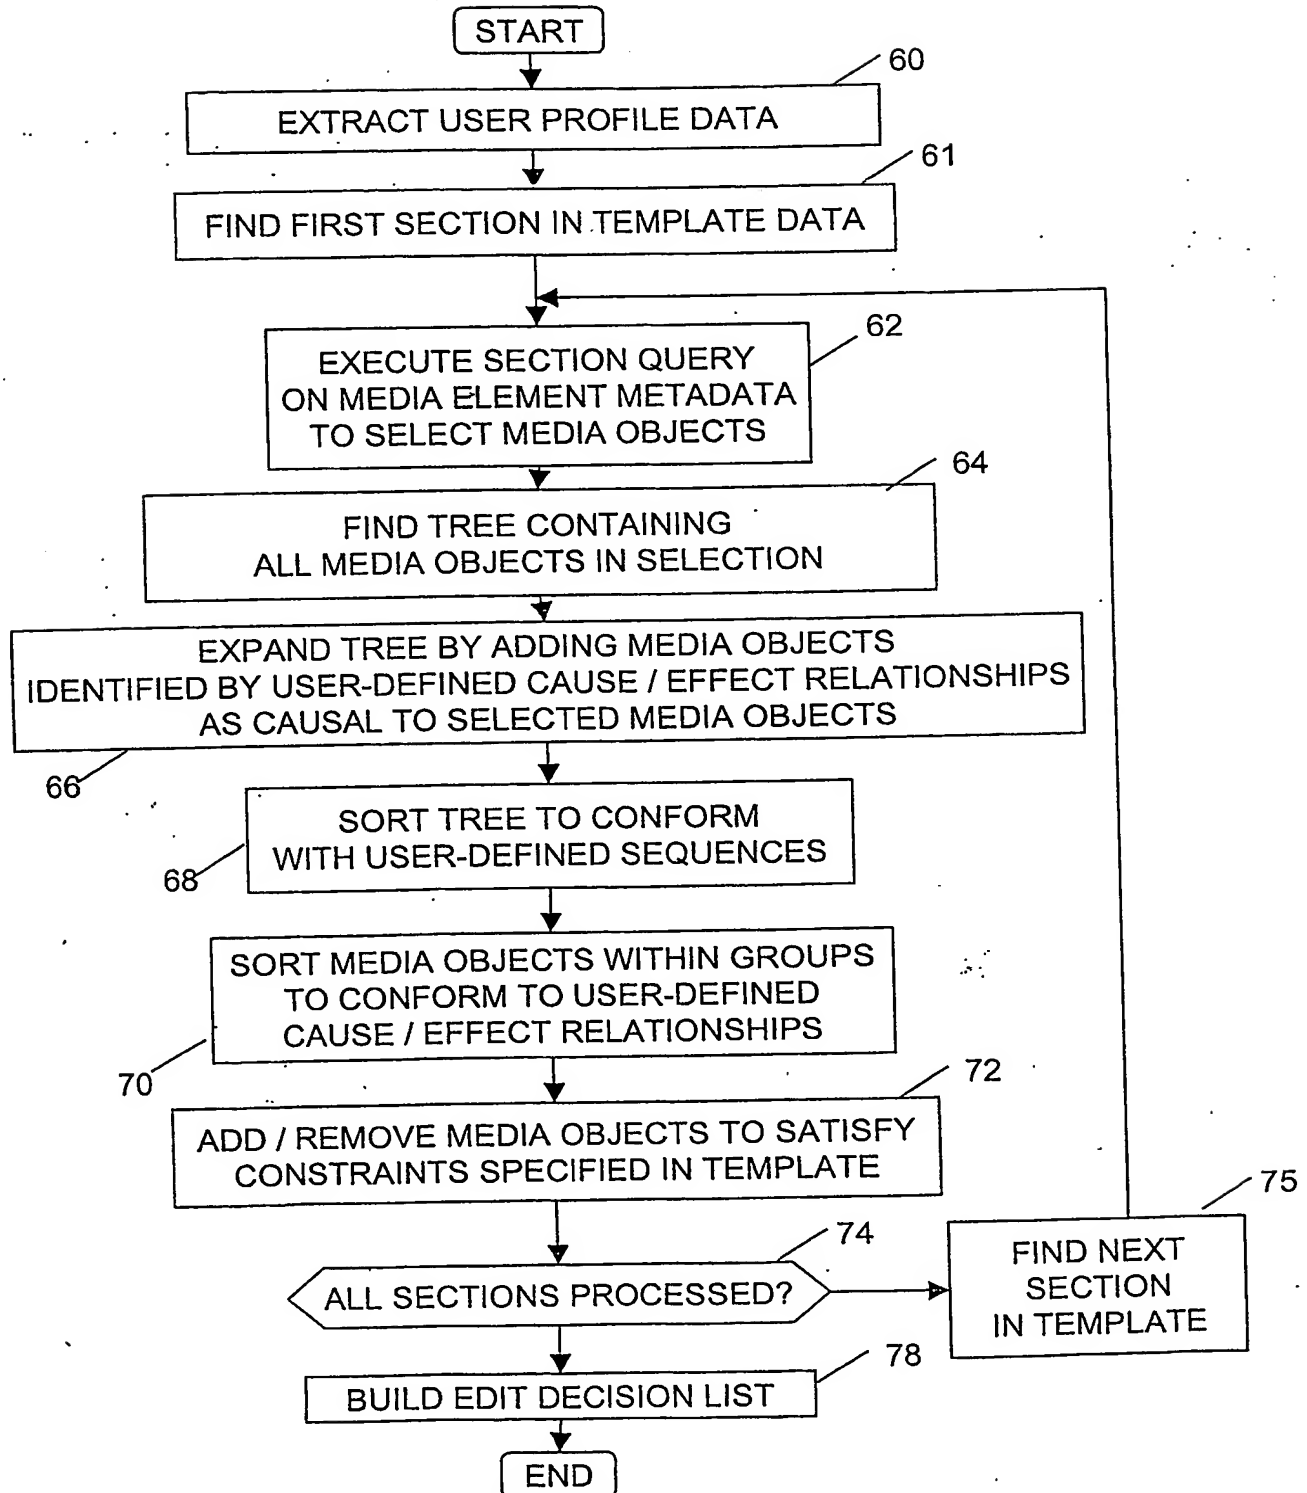 START
60
EXTRACT USER PROFILE DATA
61
FIND FIRST SECTION IN TEMPLATE DATA
62
EXECUTE SECTION QUERY
ON MEDIA ELEMENT METADATA
TO SELECT MEDIA OBJECTS
64
FIND TREE CONTAINING
ALL MEDIA OBJECTS IN SELECTION
EXPAND TREE BY ADDING MEDIA OBJECTS
IDENTIFIED BY USER-DEFINED CAUSE / EFFECT RELATIONSHIPS
AS CAUSAL TO SELECTED MEDIA OBJECTS
66
SORT TREE TO CONFORM
WITH USER-DEFINED SEQUENCES
68
SORT MEDIA OBJECTS WITHIN GROUPS
TO CONFORM TO USER-DEFINED
CAUSE / EFFECT RELATIONSHIPS
70
72
ADD / REMOVE MEDIA OBJECTS TO SATISFY
CONSTRAINTS SPECIFIED IN TEMPLATE
74
ALL SECTIONS PROCESSED?
75
FIND NEXT
SECTION
IN TEMPLATE
78
BUILD EDIT DECISION LIST
END